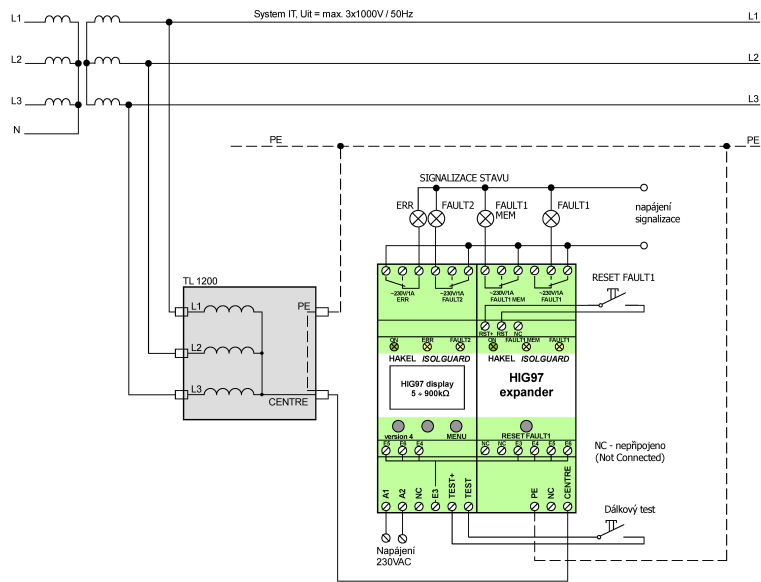 System IT, Uit = max. 3x1000V / 50Hz
L1 L1
L2 L2
L3 L3
N
PE PE
SIGNALIZACE STAVU
ERR FAULT2 FAULT1 MEM FAULT1
napájení
signalizace
TL 1200
L1 PE
L2
L3
CENTRE
~230V/1A
ERR
~230V/1A
FAULT2
~230V/1A
FAULT1 MEM
~230V/1A
FAULT1
RESET FAULT1
RST+ RST NC
ON ERR FAULT2
ON FAULT1 MEM FAULT1
HAKEL ISOLGUARD
HAKEL ISOLGUARD
HIG97 display
5 ÷ 900kΩ
HIG97
expander
version 4 MENU
RESET FAULT1
E5 E6 E4
NC NC E3 E4 E5 E6
NC - nepřipojeno
(Not Connected)
A1 A2 NC E3 TEST+ TEST
PE NC CENTRE
Dálkový test
Napájení
230VAC